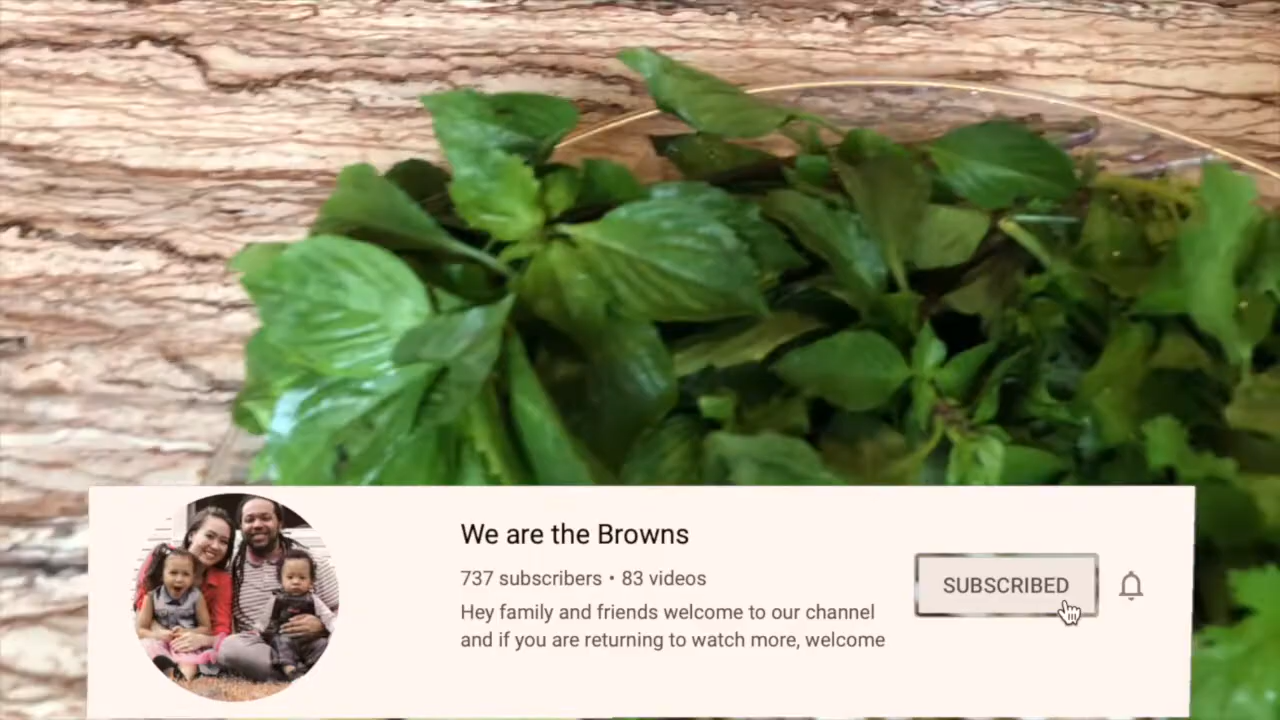 We are the Browns
737 subscribers • 83 videos
Hey family and friends welcome to our channel
and if you are returning to watch more, welcome
SUBSCRIBED